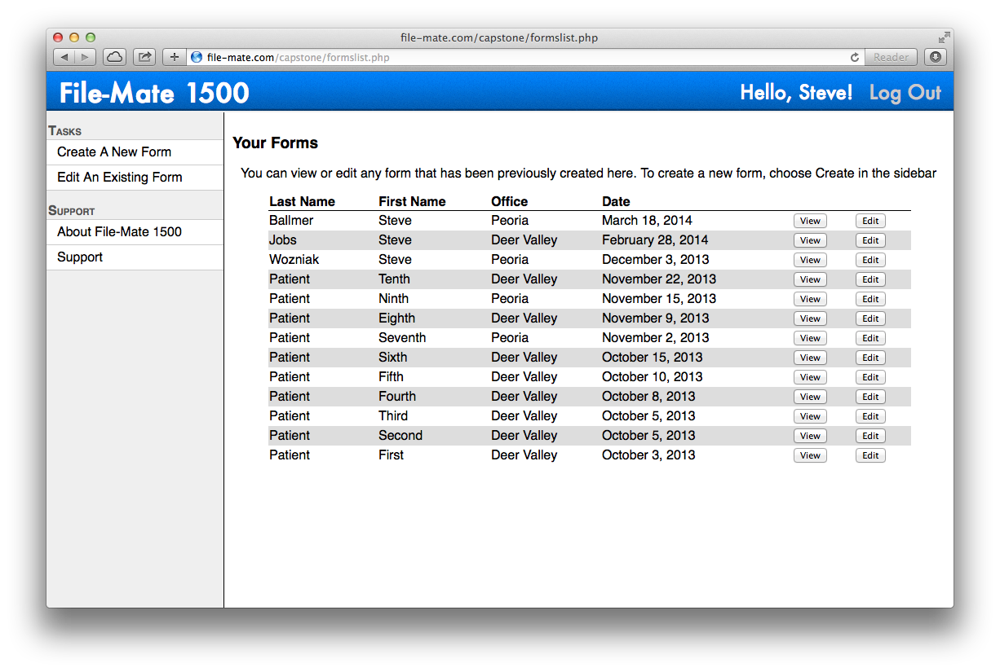 file-mate.com/capstone/formslist.php
file-mate.com/capstone/formslist.php Reader
File-Mate 1500 Hello, Steve! Log Out
Tasks
Create A New Form
Edit An Existing Form
Support
About File-Mate 1500
Support
Your Forms
You can view or edit any form that has been previously created here. To create a new form, choose Create in the sidebar
Last Name First Name Office Date
Ballmer Steve Peoria March 18, 2014 View Edit
Jobs Steve Deer Valley February 28, 2014 View Edit
Wozniak Steve Peoria December 3, 2013 View Edit
Patient Tenth Deer Valley November 22, 2013 View Edit
Patient Ninth Peoria November 15, 2013 View Edit
Patient Eighth Deer Valley November 9, 2013 View Edit
Patient Seventh Peoria November 2, 2013 View Edit
Patient Sixth Deer Valley October 15, 2013 View Edit
Patient Fifth Deer Valley October 10, 2013 View Edit
Patient Fourth Deer Valley October 8, 2013 View Edit
Patient Third Deer Valley October 5, 2013 View Edit
Patient Second Deer Valley October 5, 2013 View Edit
Patient First Deer Valley October 3, 2013 View Edit